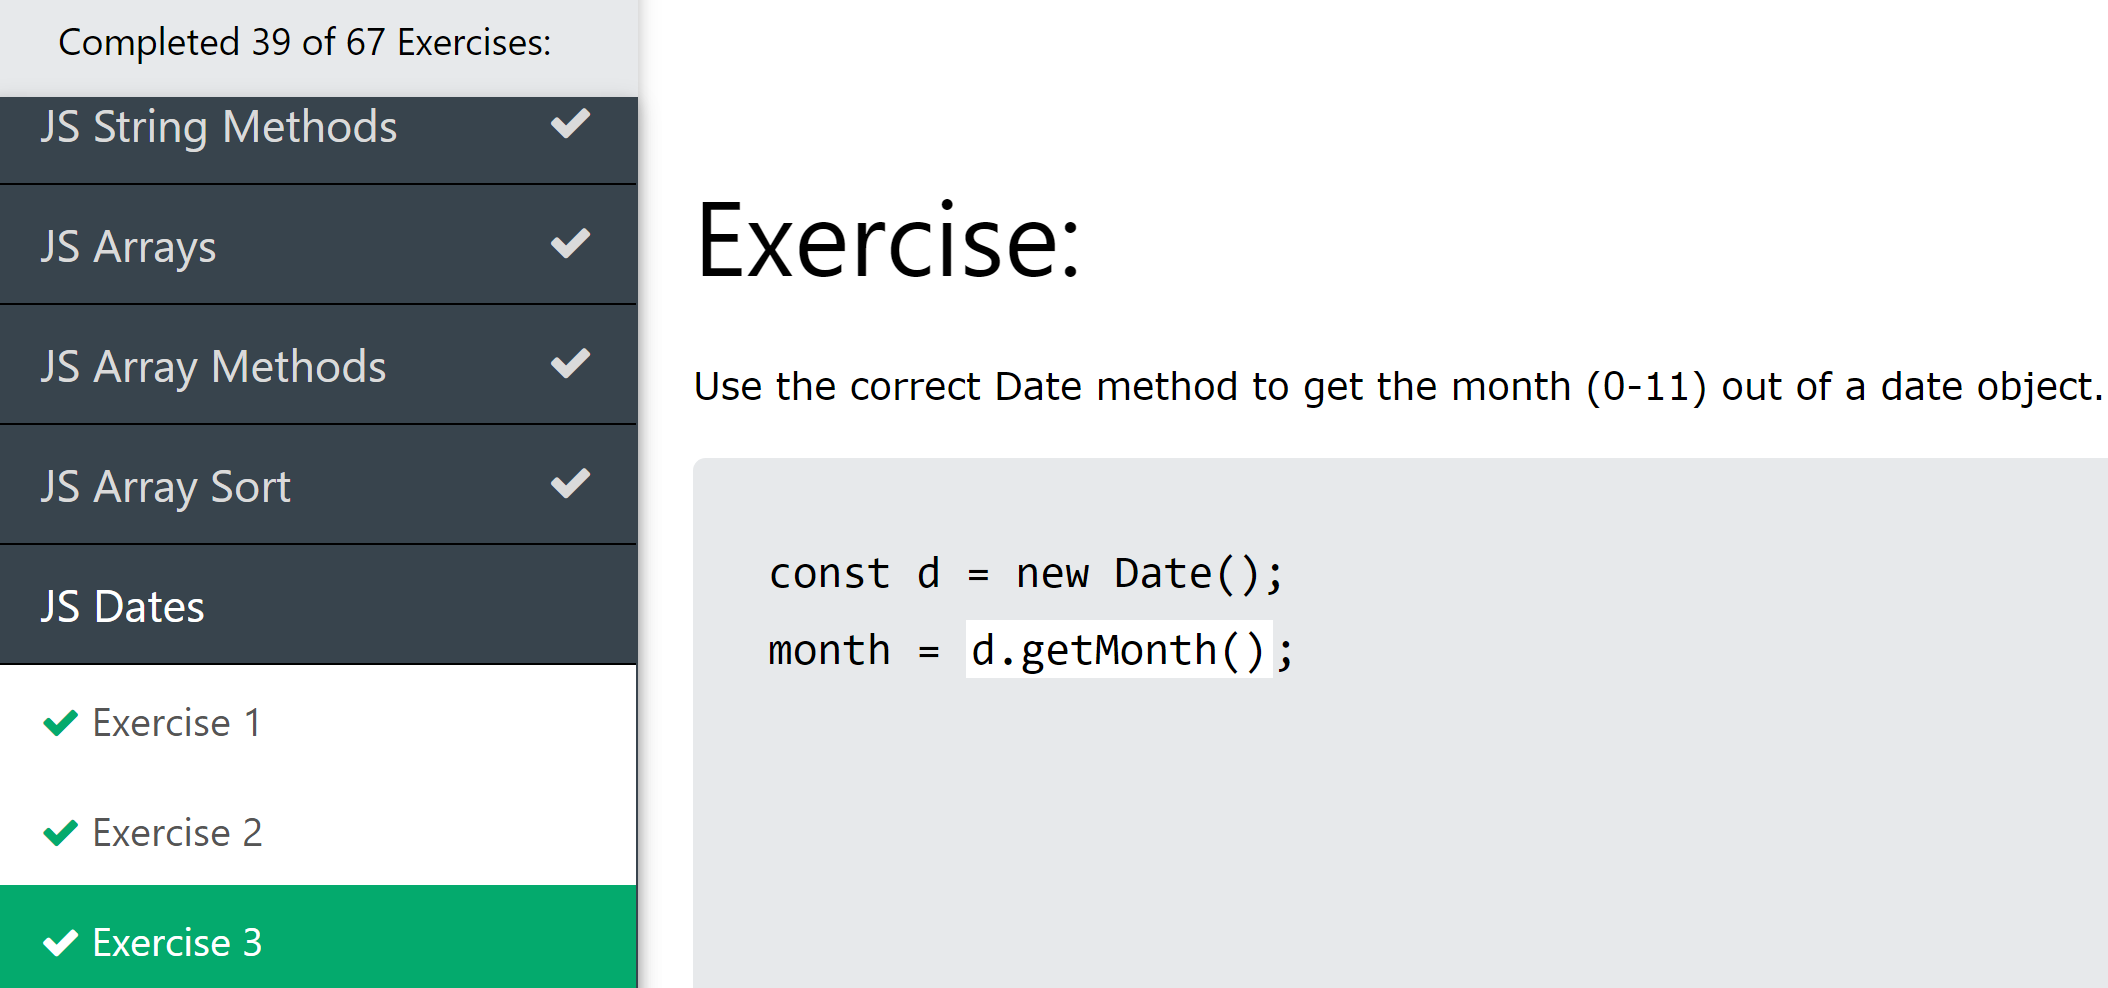 Completed 39 of 67 Exercises:
JS String Methods
JS Arrays
JS Array Methods
JS Array Sort
JS Dates
Exercise 1
Exercise 2
Exercise 3
Exercise:
Use the correct Date method to get the month (0-11) out of a date object.
const d = new Date();
month = d.getMonth();